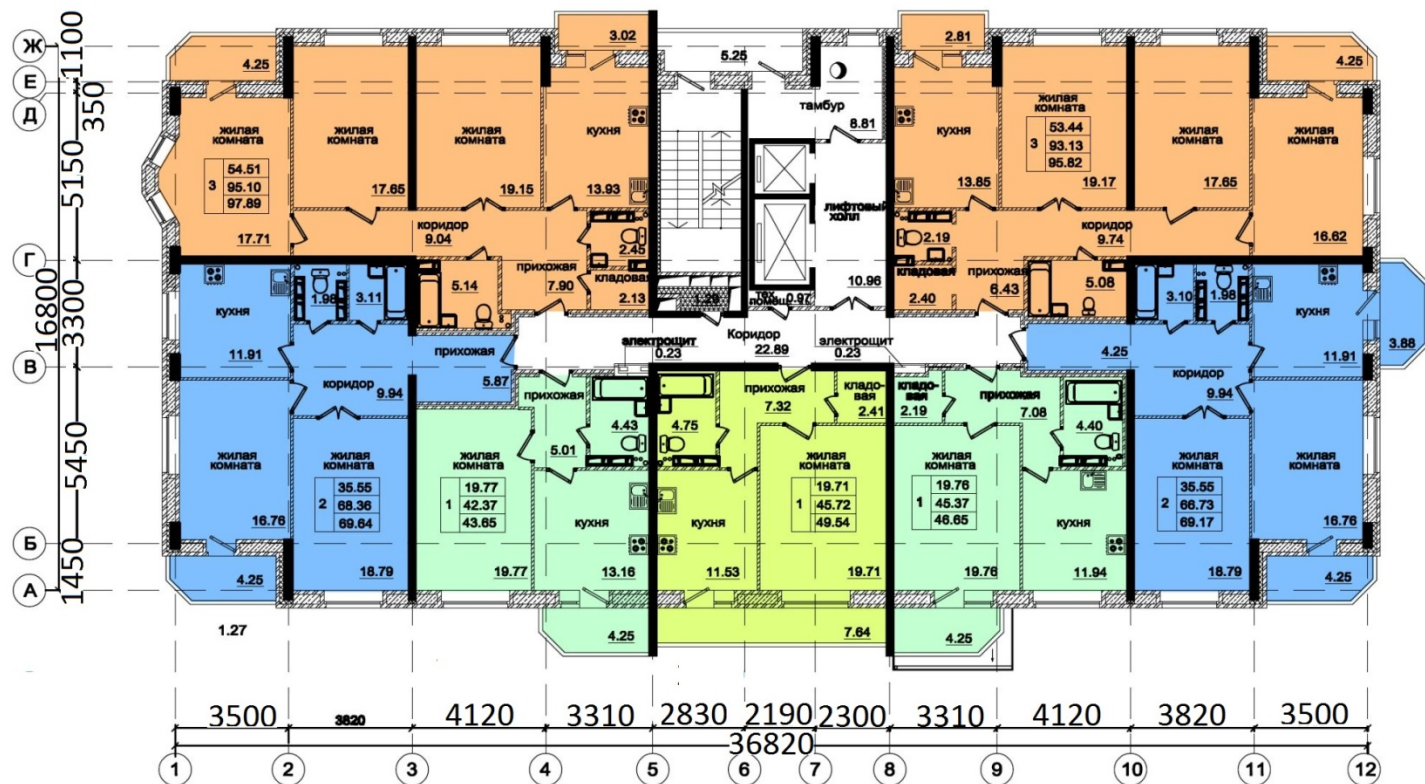 Ж
Е
Д
Г
В
Б
А
1100
350
5150
3300
5450
1450
16800
4.25
3.02
5.25
2.81
4.25
жилая комната
3
54.51
95.10
97.89
17.71
жилая комната
17.65
жилая комната
19.15
кухня
13.93
тамбур
8.81
кухня
13.85
жилая комната
3
53.44
93.13
95.82
19.17
жилая комната
17.65
жилая комната
16.62
коридор
9.04
2.45
кладовая
2.13
прихожая
7.90
5.14
1.29
лифтовый холл
10.96
тех. помещ.
0.97
2.19
кладовая
2.40
прихожая
6.43
коридор
9.74
5.08
кухня
11.91
1.98
3.11
прихожая
5.87
коридор
9.94
электрощит
0.23
Коридор
22.89
электрощит
0.23
4.25
3.10
1.98
кухня
11.91
3.88
коридор
9.94
жилая комната
16.76
жилая комната
2
35.55
68.36
69.64
18.79
4.25
1.27
прихожая
5.01
4.43
жилая комната
1
19.77
42.37
43.65
19.77
кухня
13.16
4.25
4.75
прихожая
7.32
кладо-
вая
2.41
кухня
11.53
жилая комната
1
19.71
45.72
49.54
19.71
7.64
кладо-
вая
2.19
прихожая
7.08
4.40
жилая комната
1
19.76
45.37
46.65
19.76
кухня
11.94
4.25
жилая комната
2
35.55
66.73
69.17
18.79
жилая комната
16.76
4.25
3500
3820
4120
3310
2830
2190
2300
3310
4120
3820
3500
36820
1
2
3
4
5
6
7
8
9
10
11
12